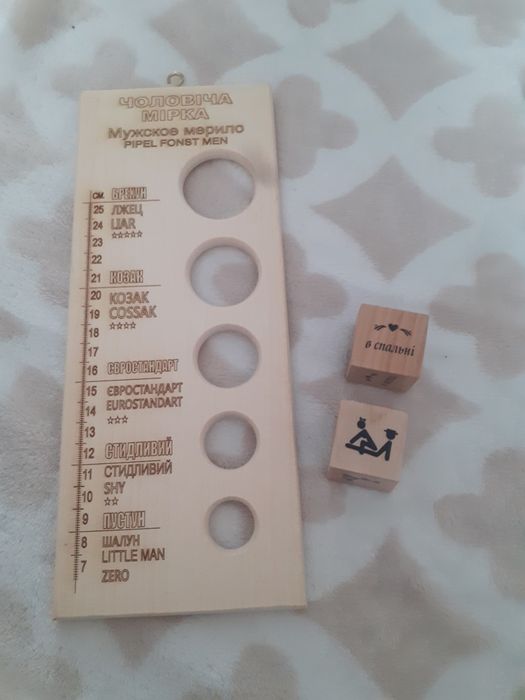 ЧОЛОВІЧА
МІРКА
Мужское мерило
PIPEL FONST MEN
СМ. БРЕХУН
25 ЛЖЕЦ
24 LIAR
23
22
21 КОЗАК
20 КОЗАК
19 COSSAK
18
17
16 ЄВРОСТАНДАРТ
15 ЄВРОСТАНДАРТ
14 EUROSTANDART
13
12 СТИДЛИВИЙ
11 СТИДЛИВИЙ
10 SHY
9 ПУСТУН
8 ШАЛУН
LITTLE MAN
7
ZERO
в спальні